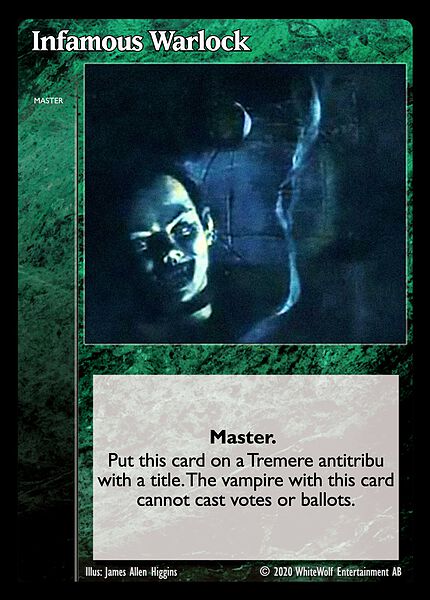 Infamous Warlock
MASTER
Master.
Put this card on a Tremere antitribu
with a title. The vampire with this card
cannot cast votes or ballots.
Illus: James Allen Higgins © 2020 WhiteWolf Entertainment AB